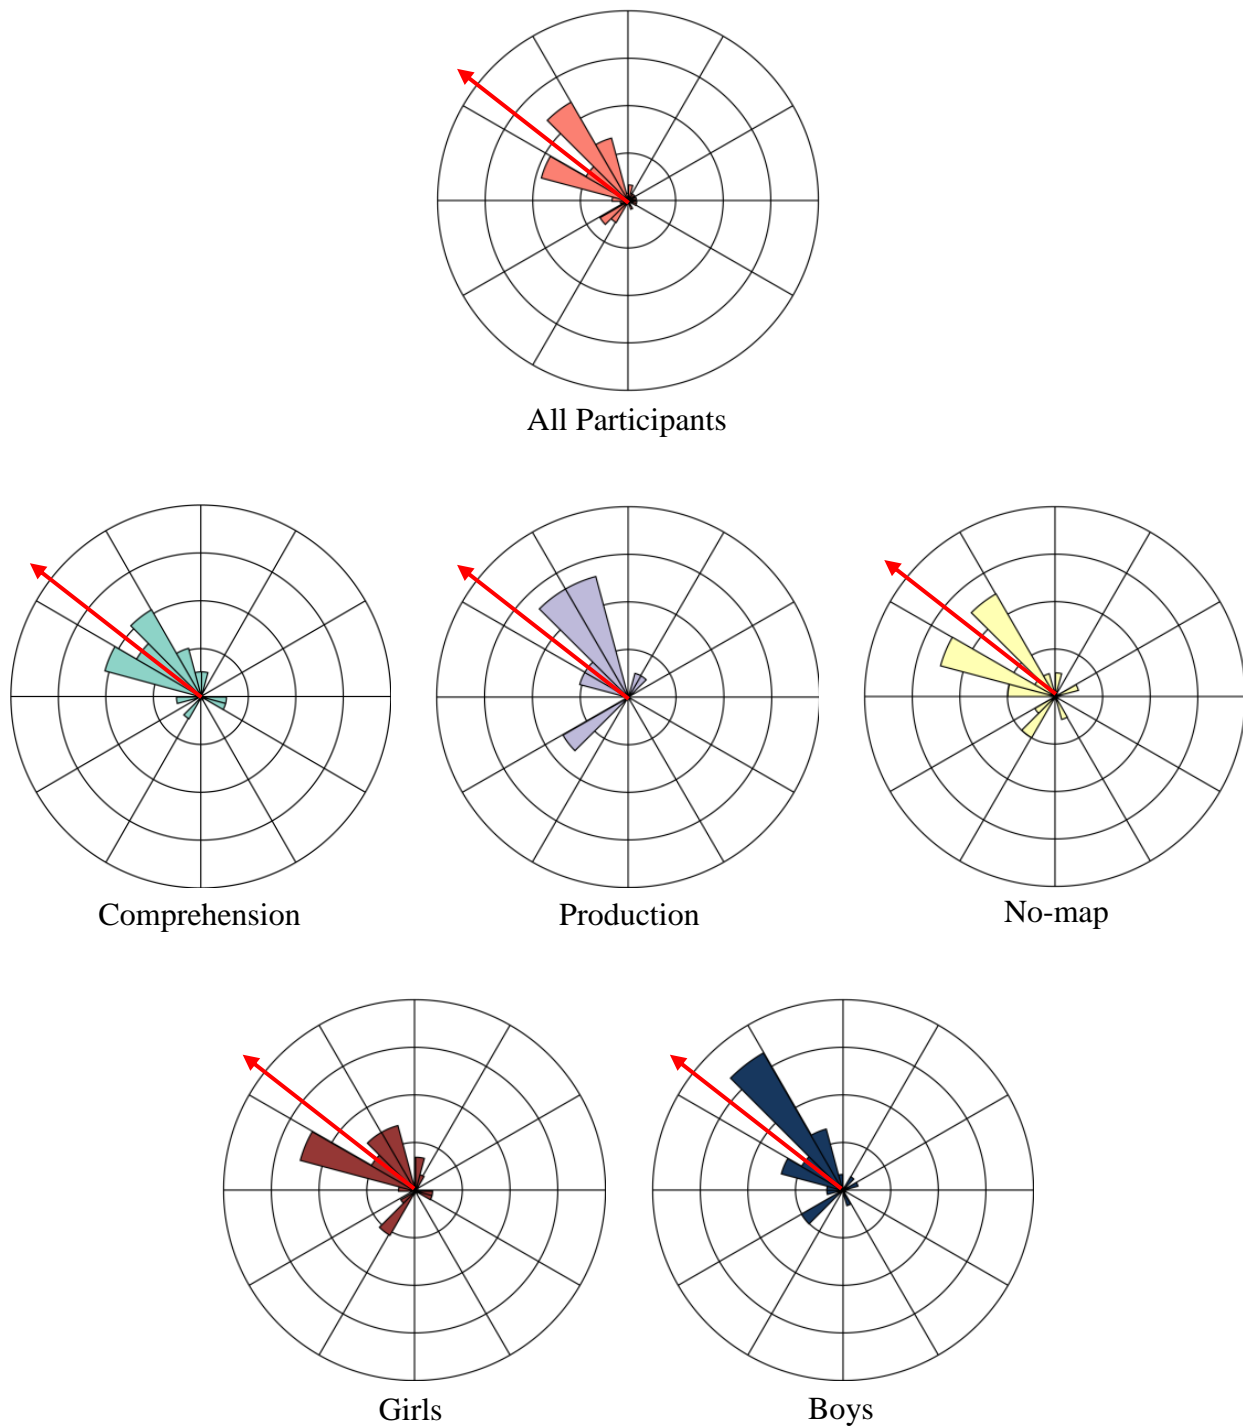 All Participants
Comprehension
Production
No-map
Girls
Boys